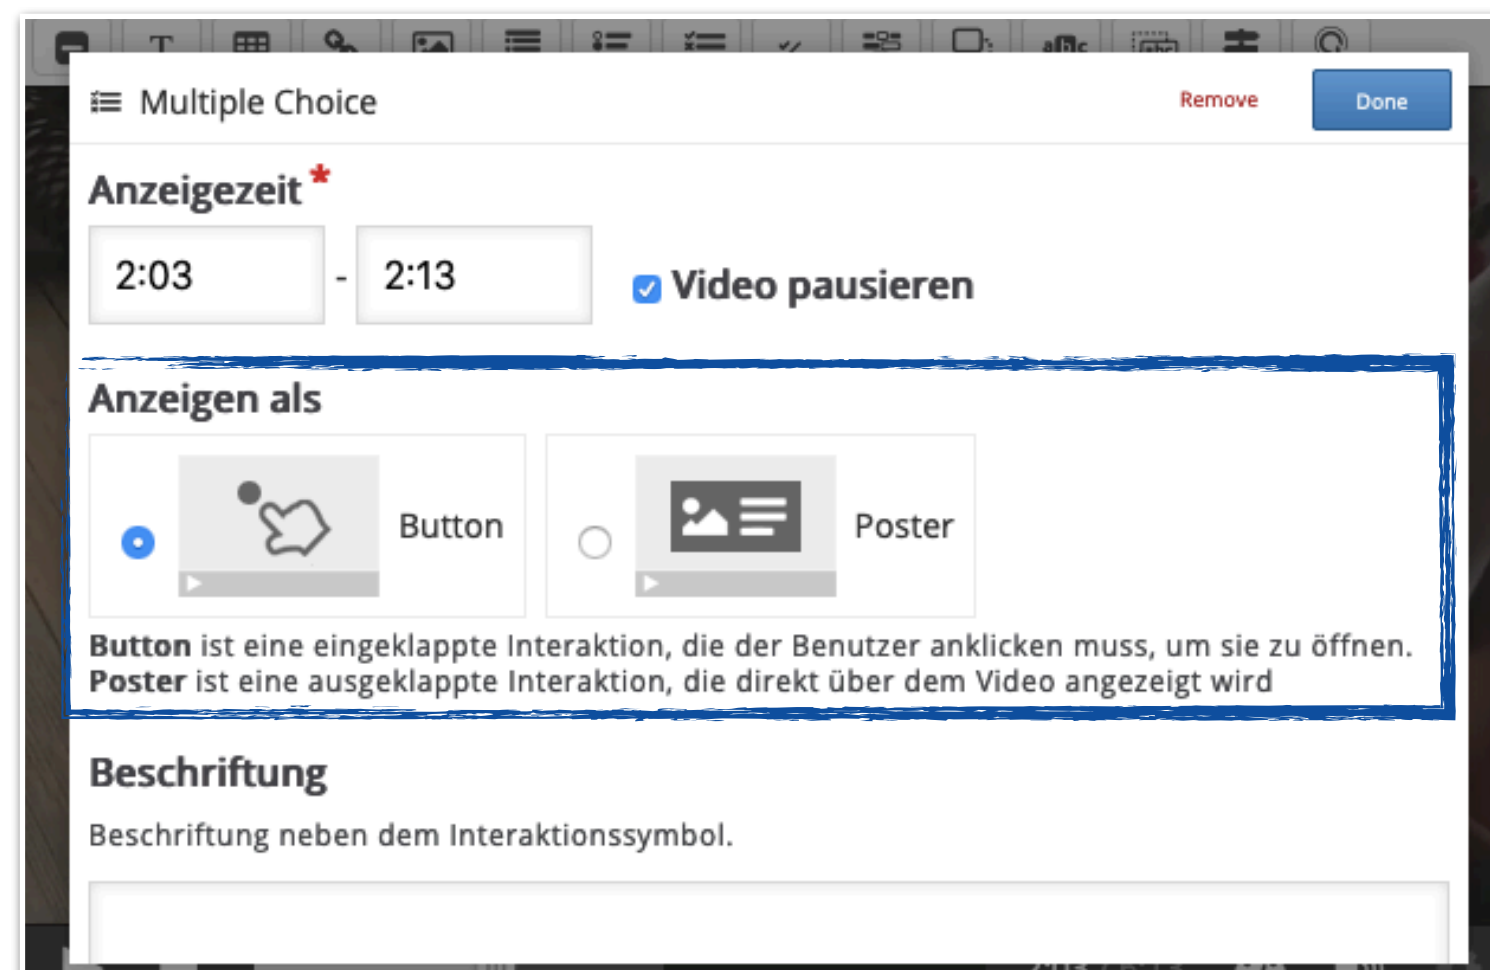 T
abc
abc
Multiple Choice
Remove
Done
Anzeigezeit *
2:03 - 2:13
Video pausieren
Anzeigen als
Button
Poster
Button ist eine eingeklappte Interaktion, die der Benutzer anklicken muss, um sie zu öffnen.
Poster ist eine ausgeklappte Interaktion, die direkt über dem Video angezeigt wird
Beschriftung
Beschriftung neben dem Interaktionssymbol.